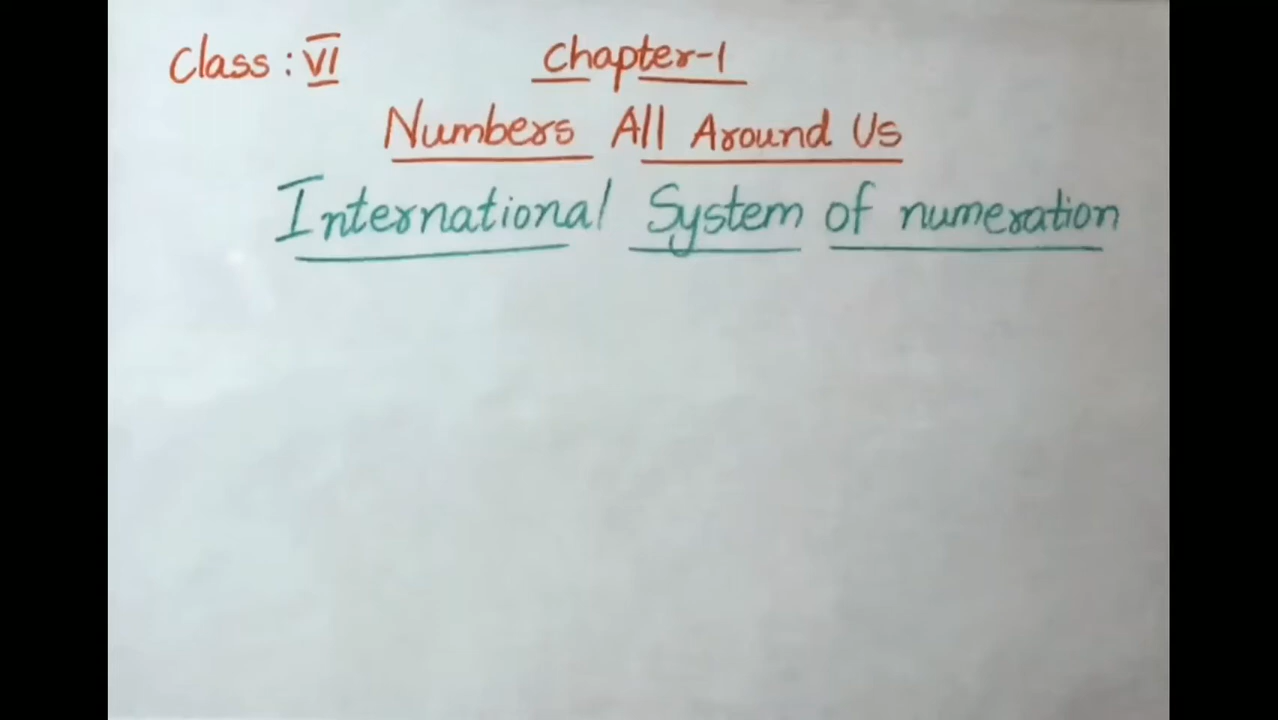 Class : VI
Chapter-1
Numbers All Around Us
International System of numeration